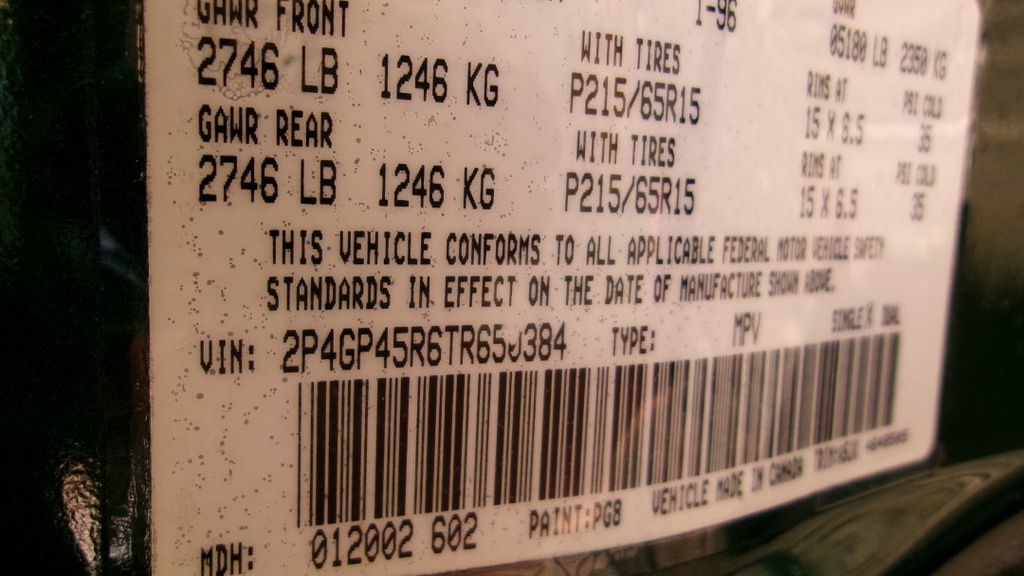 GAWR FRONT
1-96
GVWR
2746 LB 1246 KG WITH TIRES P215/65R15
05180 LB 2350 KG
RIMS AT 15 X 6.5
PSI COLD 35
GAWR REAR
2746 LB 1246 KG WITH TIRES P215/65R15
RIMS AT 15 X 6.5
PSI COLD 35
THIS VEHICLE CONFORMS TO ALL APPLICABLE FEDERAL MOTOR VEHICLE SAFETY
STANDARDS IN EFFECT ON THE DATE OF MANUFACTURE SHOWN ABOVE.
VIN: TYPE: MPV SINGLE X DUAL
MDH: 012002 602 PAINT:PG8 VEHICLE MADE IN CANADA